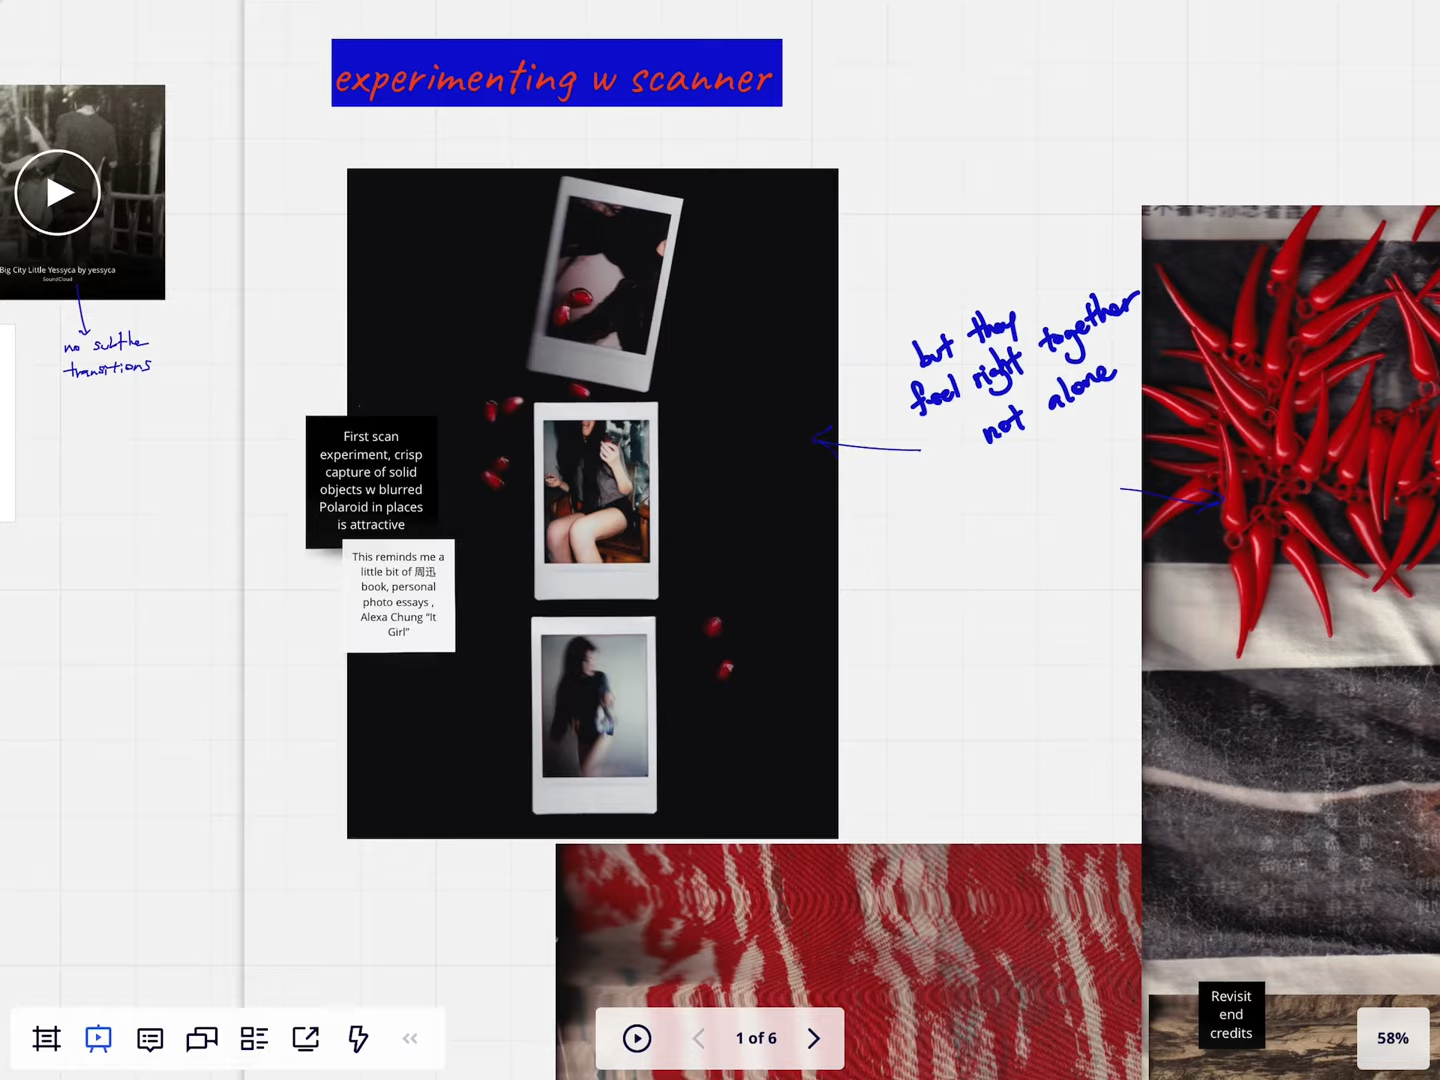 experimenting w scanner
Big City Little Yessyca by yessyca
SoundCloud
no subtle
transitions
but they
feel right together
not alone
First scan
experiment, crisp
capture of solid
objects w blurred
Polaroid in places
is attractive
This reminds me a
little bit of 周迅
book, personal
photo essays ,
Alexa Chung "It
Girl"
Revisit
end
credits
1 of 6
58%